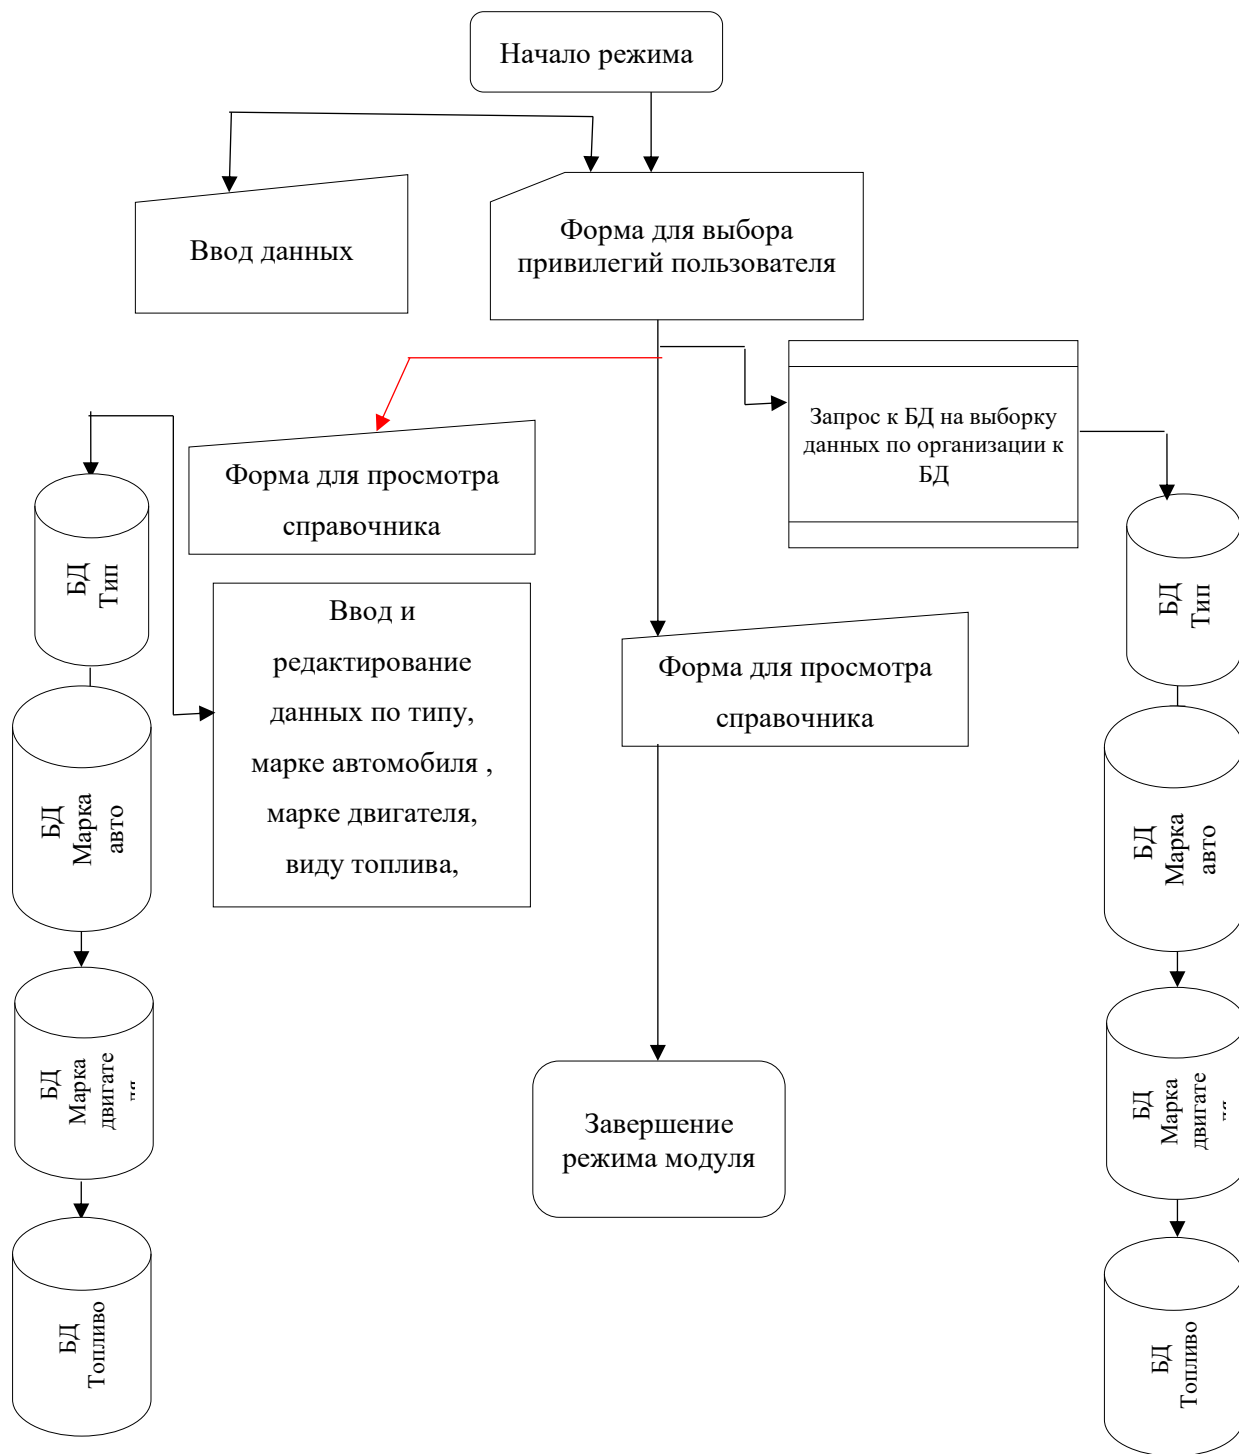 Начало режима
Ввод данных
Форма для выбора
привилегий пользователя
Запрос к БД на выборку
данных по организации к
БД
Форма для просмотра
справочника
БД
Тип
БД
Тип
Ввод и
редактирование
данных по типу,
марке автомобиля ,
марке двигателя,
виду топлива,
Форма для просмотра
справочника
БД
Марка
авто
БД
Марка
авто
БД
Марка
двигате
БД
Марка
двигате
Завершение
режима модуля
БД
Топливо
БД
Топливо